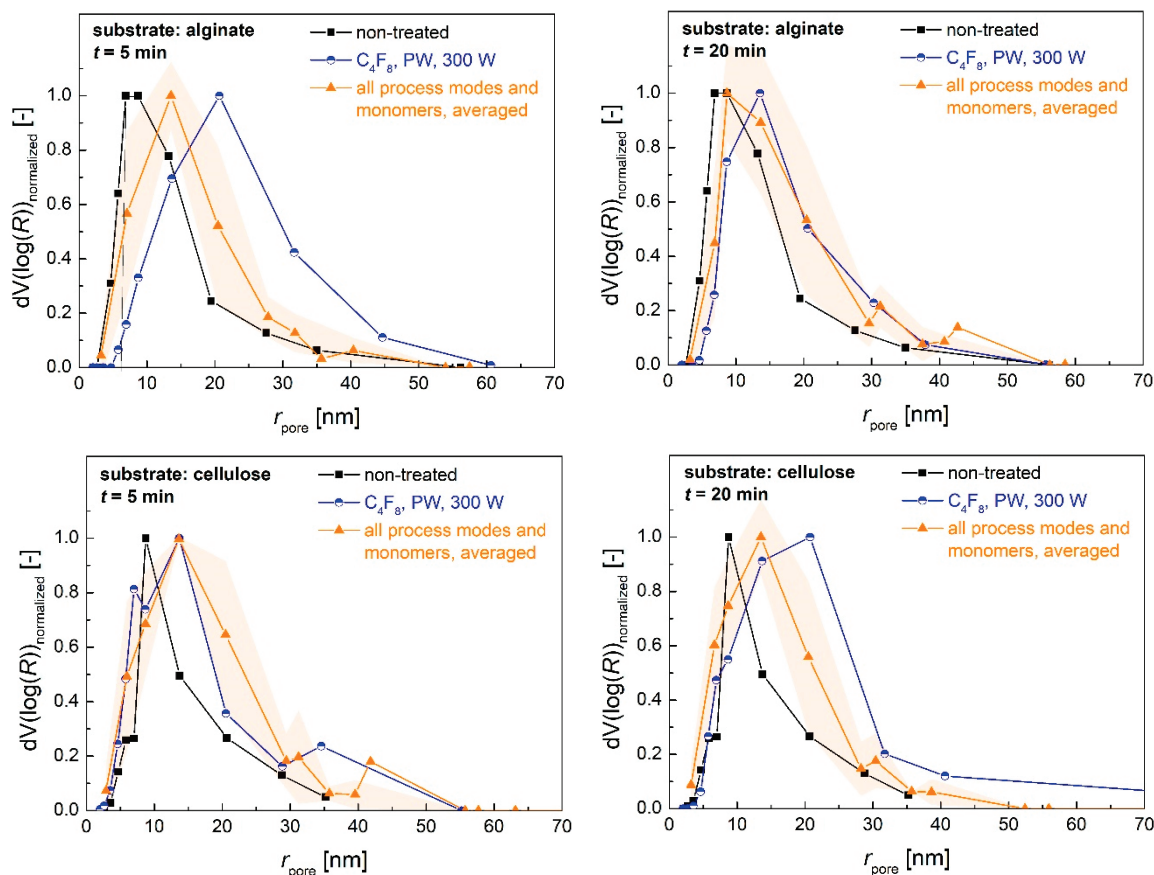 substrate: alginate
t = 5 min
non-treated
C₄F₈, PW, 300 W
all process modes and
monomers, averaged
dV(log(R))normalized [-]
1.0
0.8
0.6
0.4
0.2
0.0
0 10 20 30 40 50 60 70
rpore [nm]
substrate: alginate
t = 20 min
non-treated
C₄F₈, PW, 300 W
all process modes and
monomers, averaged
dV(log(R))normalized [-]
1.0
0.8
0.6
0.4
0.2
0.0
0 10 20 30 40 50 60 70
rpore [nm]
substrate: cellulose
t = 5 min
non-treated
C₄F₈, PW, 300 W
all process modes and
monomers, averaged
dV(log(R))normalized [-]
1.0
0.8
0.6
0.4
0.2
0.0
0 10 20 30 40 50 60 70
rpore [nm]
substrate: cellulose
t = 20 min
non-treated
C₄F₈, PW, 300 W
all process modes and
monomers, averaged
dV(log(R))normalized [-]
1.0
0.8
0.6
0.4
0.2
0.0
0 10 20 30 40 50 60 70
rpore [nm]